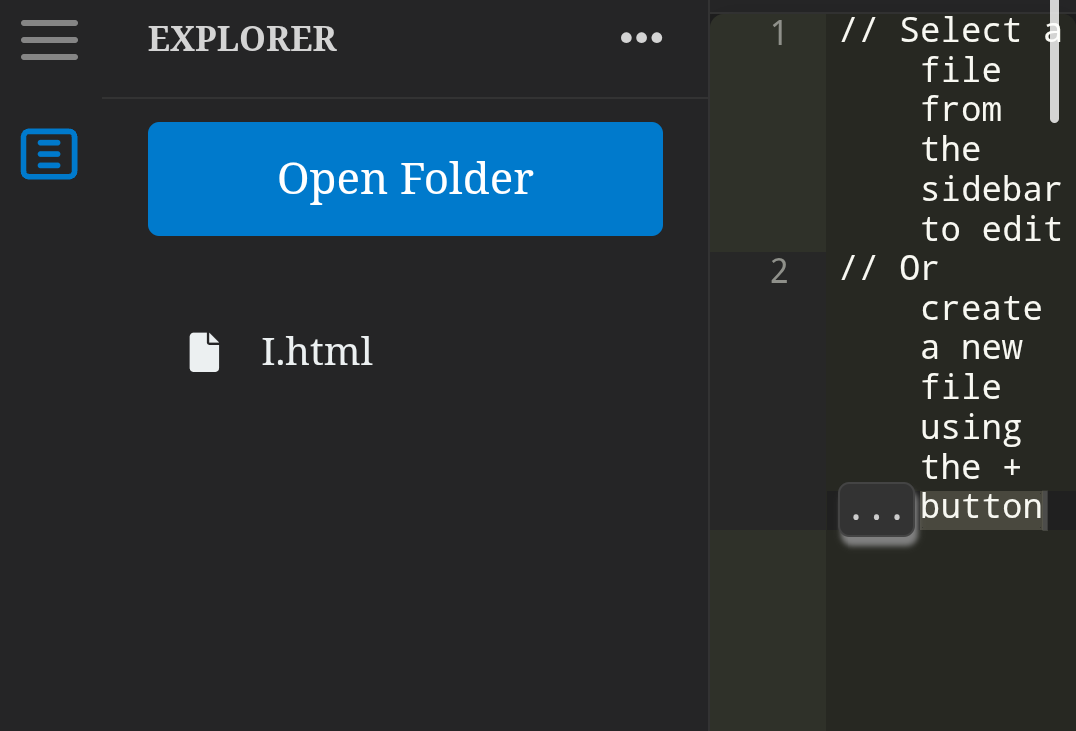 EXPLORER
Open Folder
I.html
1 // Select a
file
from
the
sidebar
to edit
2 // Or
create
a new
file
using
the +
... button